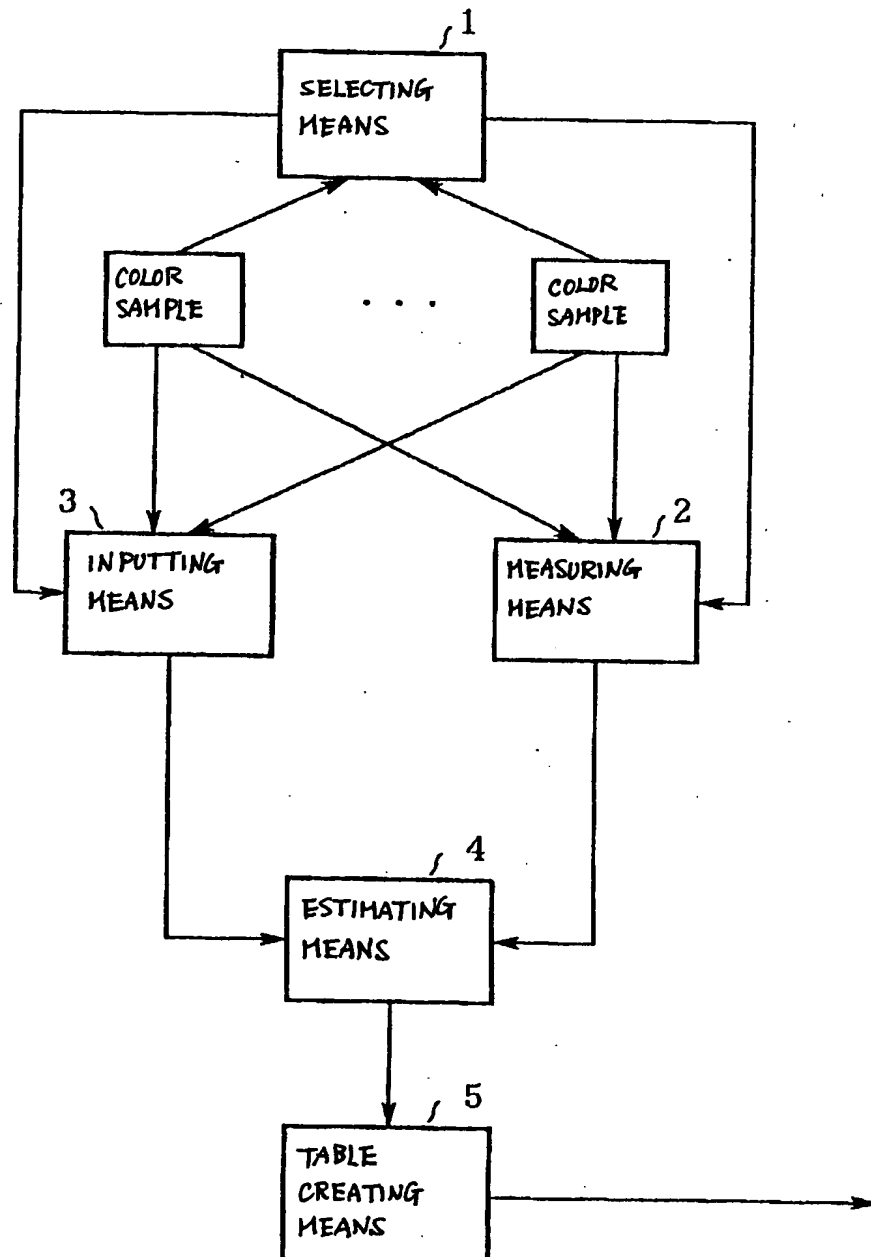 1
SELECTING
MEANS
COLOR
SAMPLE
. . .
COLOR
SAMPLE
3
INPUTTING
MEANS
2
MEASURING
MEANS
4
ESTIMATING
MEANS
5
TABLE
CREATING
MEANS